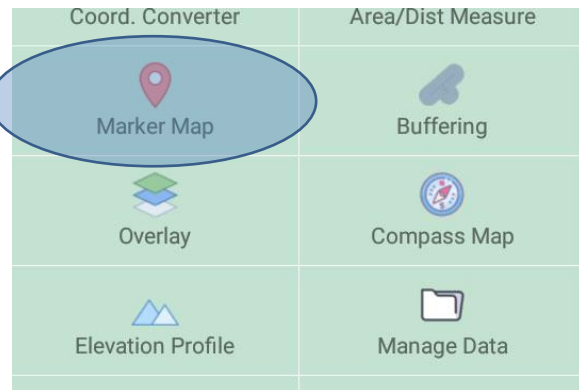 Coord. Converter Area/Dist Measure
Marker Map Buffering
Overlay Compass Map
Elevation Profile Manage Data